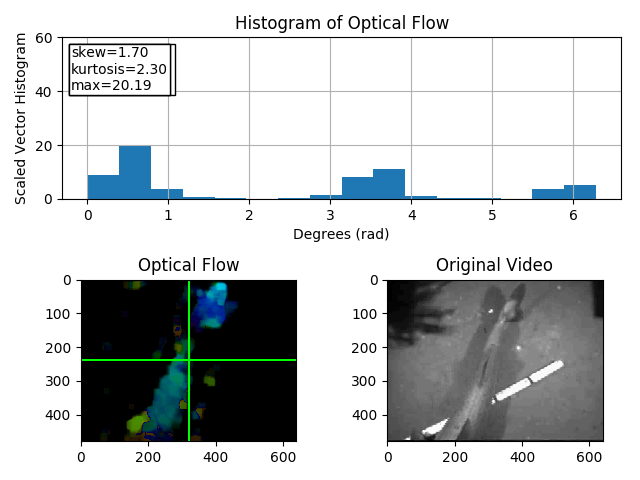 Histogram of Optical Flow
Scaled Vector Histogram
60
40
20
0
skew=1.70
kurtosis=2.30
max=20.19
0 1 2 3 4 5 6
Degrees (rad)
Optical Flow
0
100
200
300
400
0 200 400 600
Original Video
0
100
200
300
400
0 200 400 600